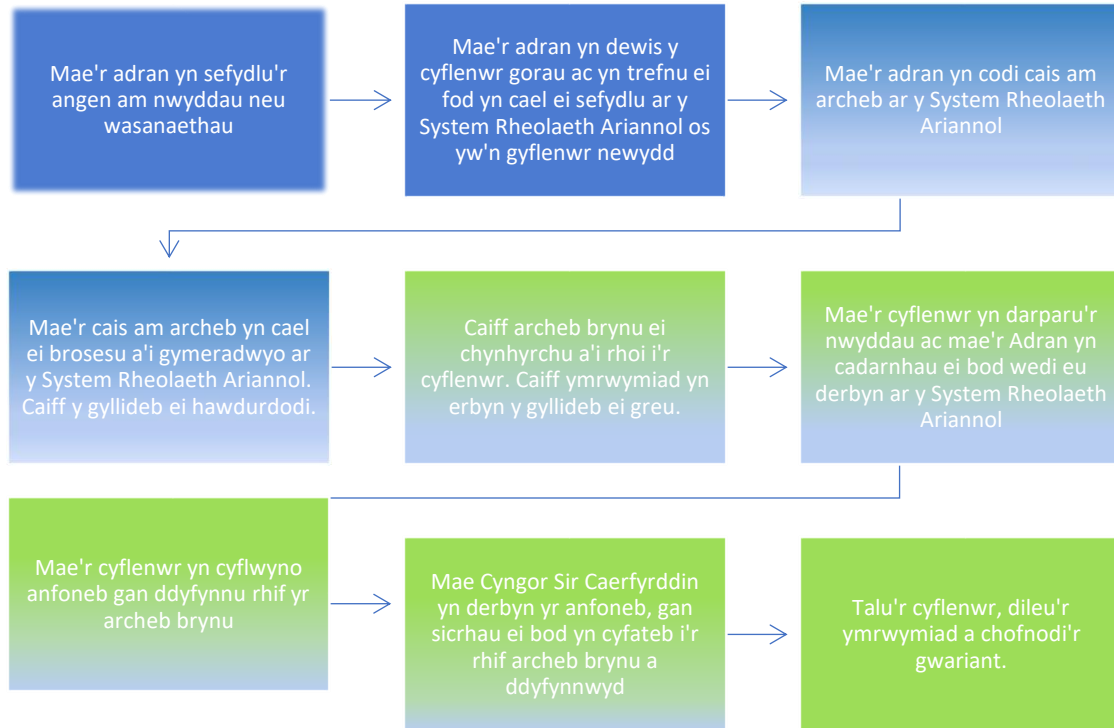 Mae'r adran yn sefydlu'r
angen am nwyddau neu
wasanaethau
Mae'r adran yn dewis y
cyflenwr gorau ac yn trefnu ei
fod yn cael ei sefydlu ar y
System Rheolaeth Ariannol os
yw'n gyflenwr newydd
Mae'r adran yn codi cais am
archeb ar y System Rheolaeth
Ariannol
Mae'r cais am archeb yn cael
ei brosesu a'i gymeradwyo ar
y System Rheolaeth Ariannol.
Caiff y gyllideb ei hawdurdodi.
Caiff archeb brynu ei
chynhyrchu a'i rhoi i'r
cyflenwr. Caiff ymrwymiad yn
erbyn y gyllideb ei greu.
Mae'r cyflenwr yn darparu'r
nwyddau ac mae'r Adran yn
cadarnhau ei bod wedi eu
derbyn ar y System Rheolaeth
Ariannol
Mae'r cyflenwr yn cyflwyno
anfoneb gan ddyfynnu rhif yr
archeb brynu
Mae Cyngor Sir Caerfyrddin
yn derbyn yr anfoneb, gan
sicrhau ei bod yn cyfateb i'r
rhif archeb brynu a
ddyfynnwyd
Talu'r cyflenwr, dileu'r
ymrwymiad a chofnodi'r
gwariant.